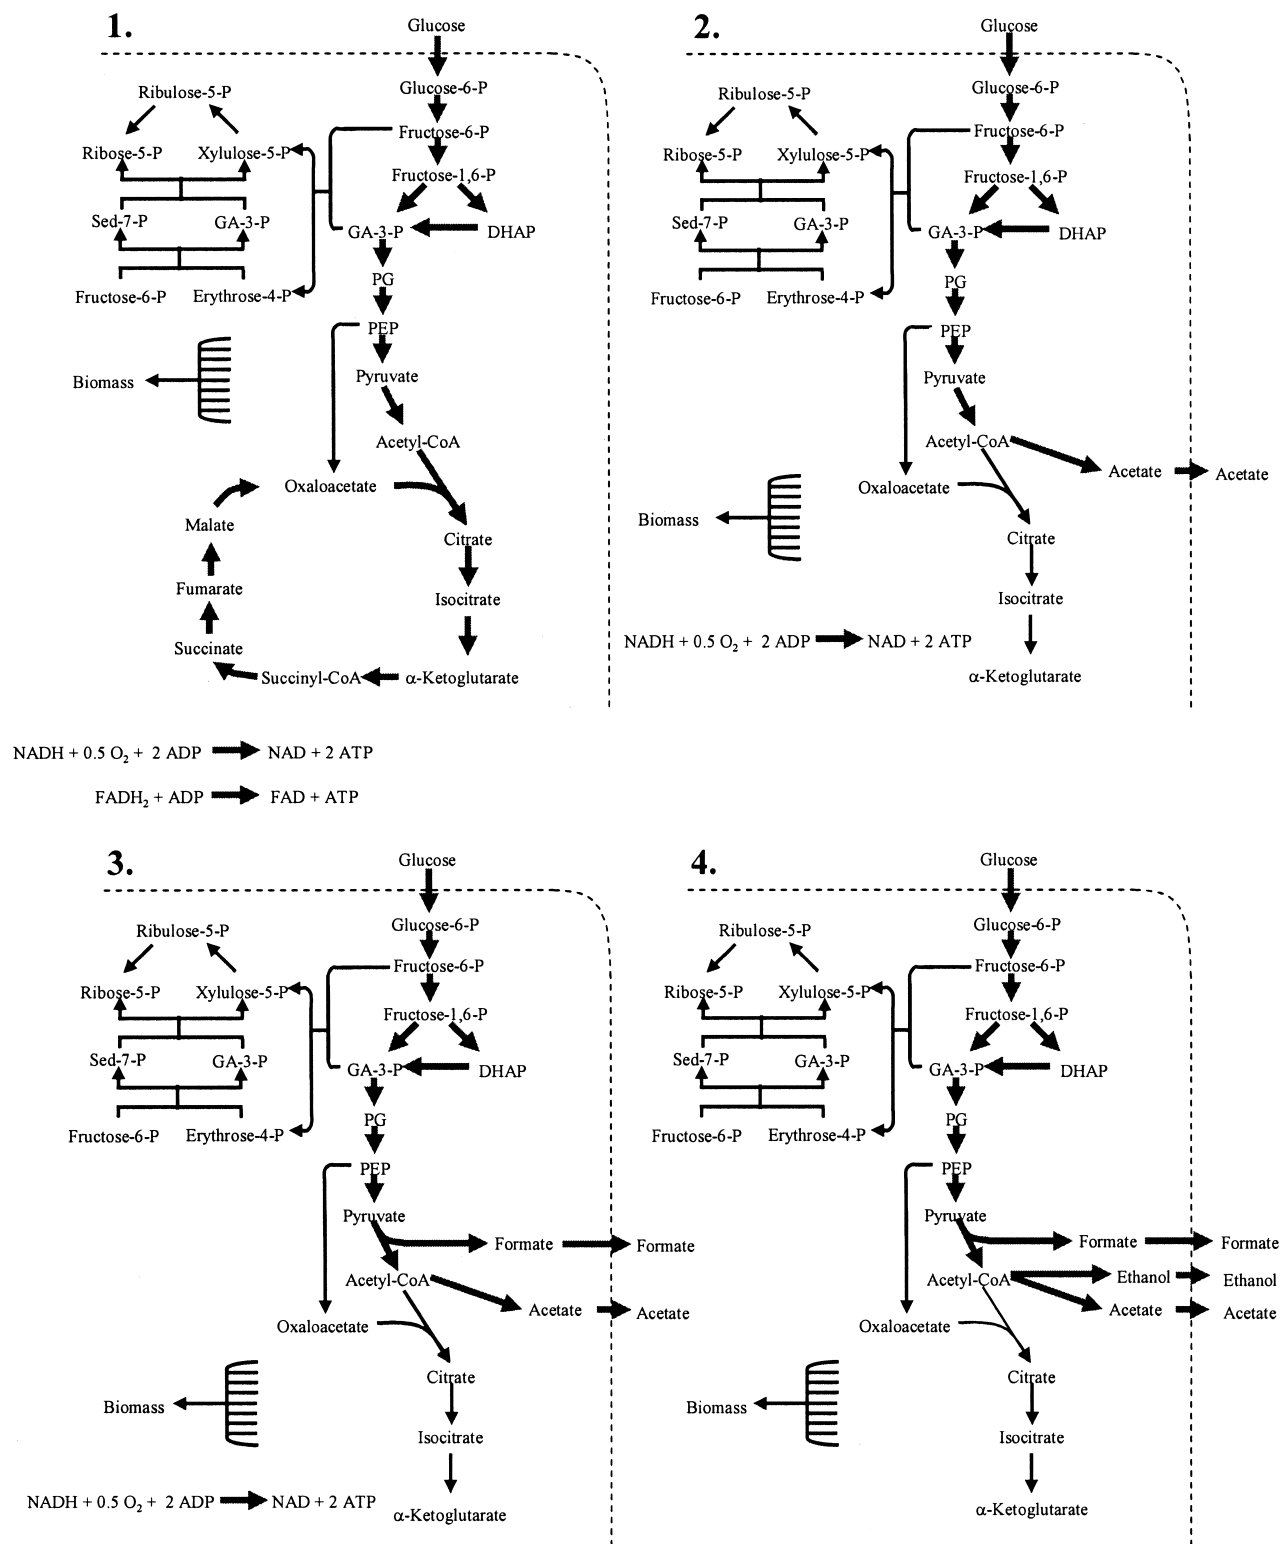 1.
Glucose
Glucose-6-P
Ribulose-5-P
Fructose-6-P
Ribose-5-P
Xylulose-5-P
Fructose-1,6-P
Sed-7-P
GA-3-P
GA-3-P
DHAP
PG
Fructose-6-P
Erythrose-4-P
PEP
Pyruvate
Biomass
Acetyl-CoA
Oxaloacetate
Malate
Citrate
Fumarate
Isocitrate
Succinate
Succinyl-CoA
α-Ketoglutarate
NADH + 0.5 O₂ + 2 ADP NAD + 2 ATP
FADH₂ + ADP FAD + ATP
2.
Glucose
Glucose-6-P
Ribulose-5-P
Fructose-6-P
Ribose-5-P
Xylulose-5-P
Fructose-1,6-P
Sed-7-P
GA-3-P
GA-3-P
DHAP
PG
Fructose-6-P
Erythrose-4-P
PEP
Pyruvate
Acetyl-CoA
Acetate
Acetate
Oxaloacetate
Biomass
Citrate
Isocitrate
NADH + 0.5 O₂ + 2 ADP NAD + 2 ATP
α-Ketoglutarate
3.
Glucose
Glucose-6-P
Ribulose-5-P
Fructose-6-P
Ribose-5-P
Xylulose-5-P
Fructose-1,6-P
Sed-7-P
GA-3-P
GA-3-P
DHAP
PG
Fructose-6-P
Erythrose-4-P
PEP
Pyruvate
Formate
Formate
Acetyl-CoA
Acetate
Acetate
Oxaloacetate
Citrate
Biomass
Isocitrate
NADH + 0.5 O₂ + 2 ADP NAD + 2 ATP
α-Ketoglutarate
4.
Glucose
Glucose-6-P
Ribulose-5-P
Fructose-6-P
Ribose-5-P
Xylulose-5-P
Fructose-1,6-P
Sed-7-P
GA-3-P
GA-3-P
DHAP
PG
Fructose-6-P
Erythrose-4-P
PEP
Pyruvate
Formate
Formate
Acetyl-CoA
Ethanol
Ethanol
Acetate
Acetate
Oxaloacetate
Citrate
Biomass
Isocitrate
α-Ketoglutarate